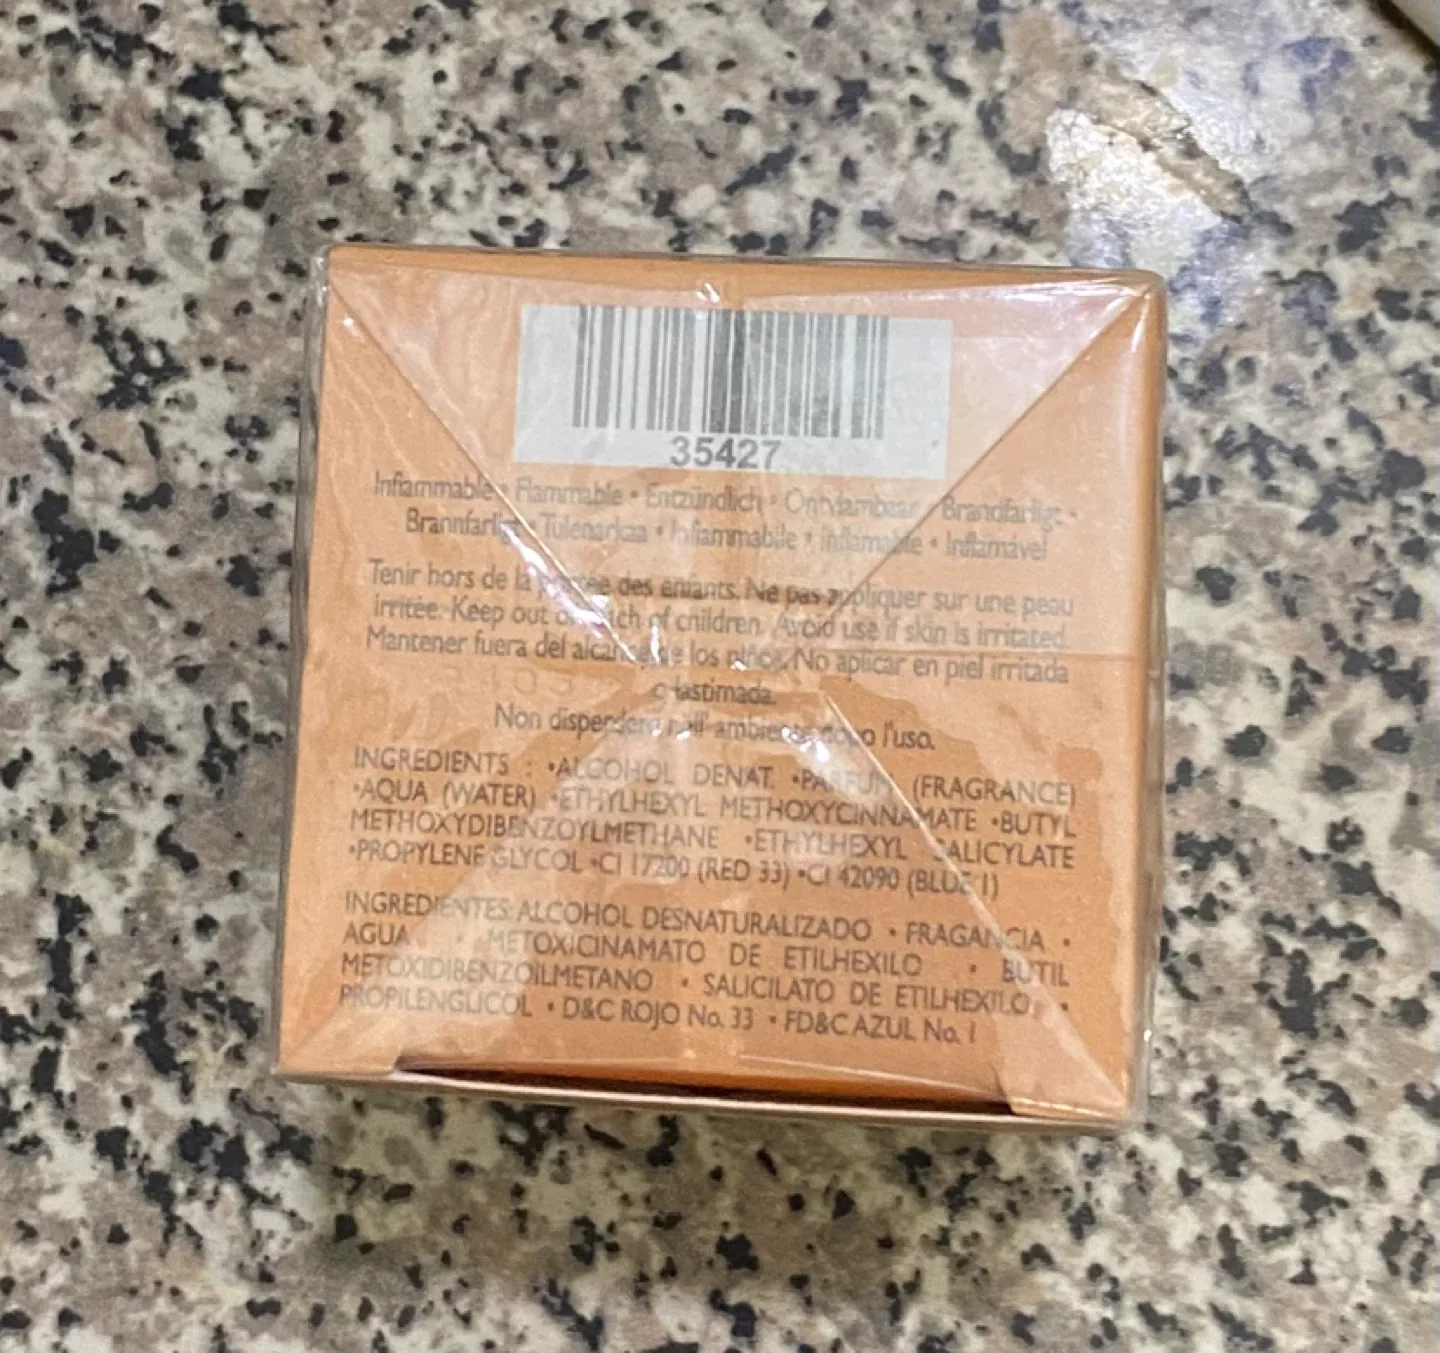 35427
Inflammable • Flammable • Entzündlich • Ontvlambaar • Brandfarligt •
Brannfarlig • Tulenarkaa • Infiammabile • Inflamable • Inflamável
Tenir hors de la portée des enfants. Ne pas appliquer sur une peau
irritée. Keep out of reach of children. Avoid use if skin is irritated.
Mantener fuera del alcance de los niños. No aplicar en piel irritada
o lastimada.
Non disperdere nell'ambiente dopo l'uso.
INGREDIENTS : •ALCOHOL DENAT. •PARFUM (FRAGRANCE)
•AQUA (WATER) •ETHYLHEXYL METHOXYCINNAMATE •BUTYL
METHOXYDIBENZOYLMETHANE •ETHYLHEXYL SALICYLATE
•PROPYLENE GLYCOL •CI 17200 (RED 33) •CI 42090 (BLUE 1)
INGREDIENTES: ALCOHOL DESNATURALIZADO • FRAGANCIA •
AGUA • METOXICINAMATO DE ETILHEXILO • BUTIL
METOXIDIBENZOILMETANO • SALICILATO DE ETILHEXILO, •
PROPILENGLICOL • D&C ROJO No. 33 • FD&C AZUL No. 1